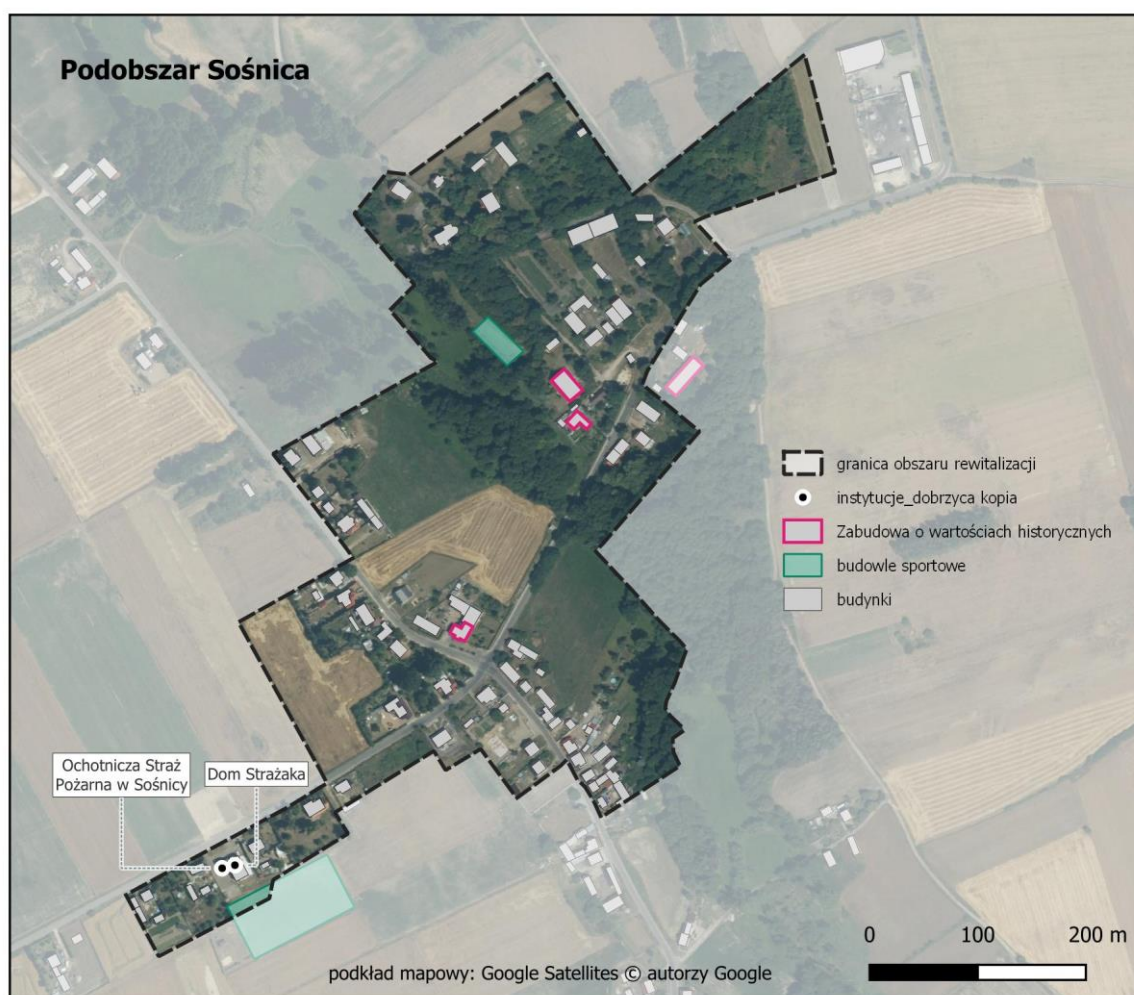 Podobszar Sośnica
granica obszaru rewitalizacji
instytucje_dobrzyca kopia
Zabudowa o wartościach historycznych
budowle sportowe
budynki
Ochotnicza Straż
Pożarna w Sośnicy
Dom Strażaka
0 100 200 m
podkład mapowy: Google Satellites © autorzy Google